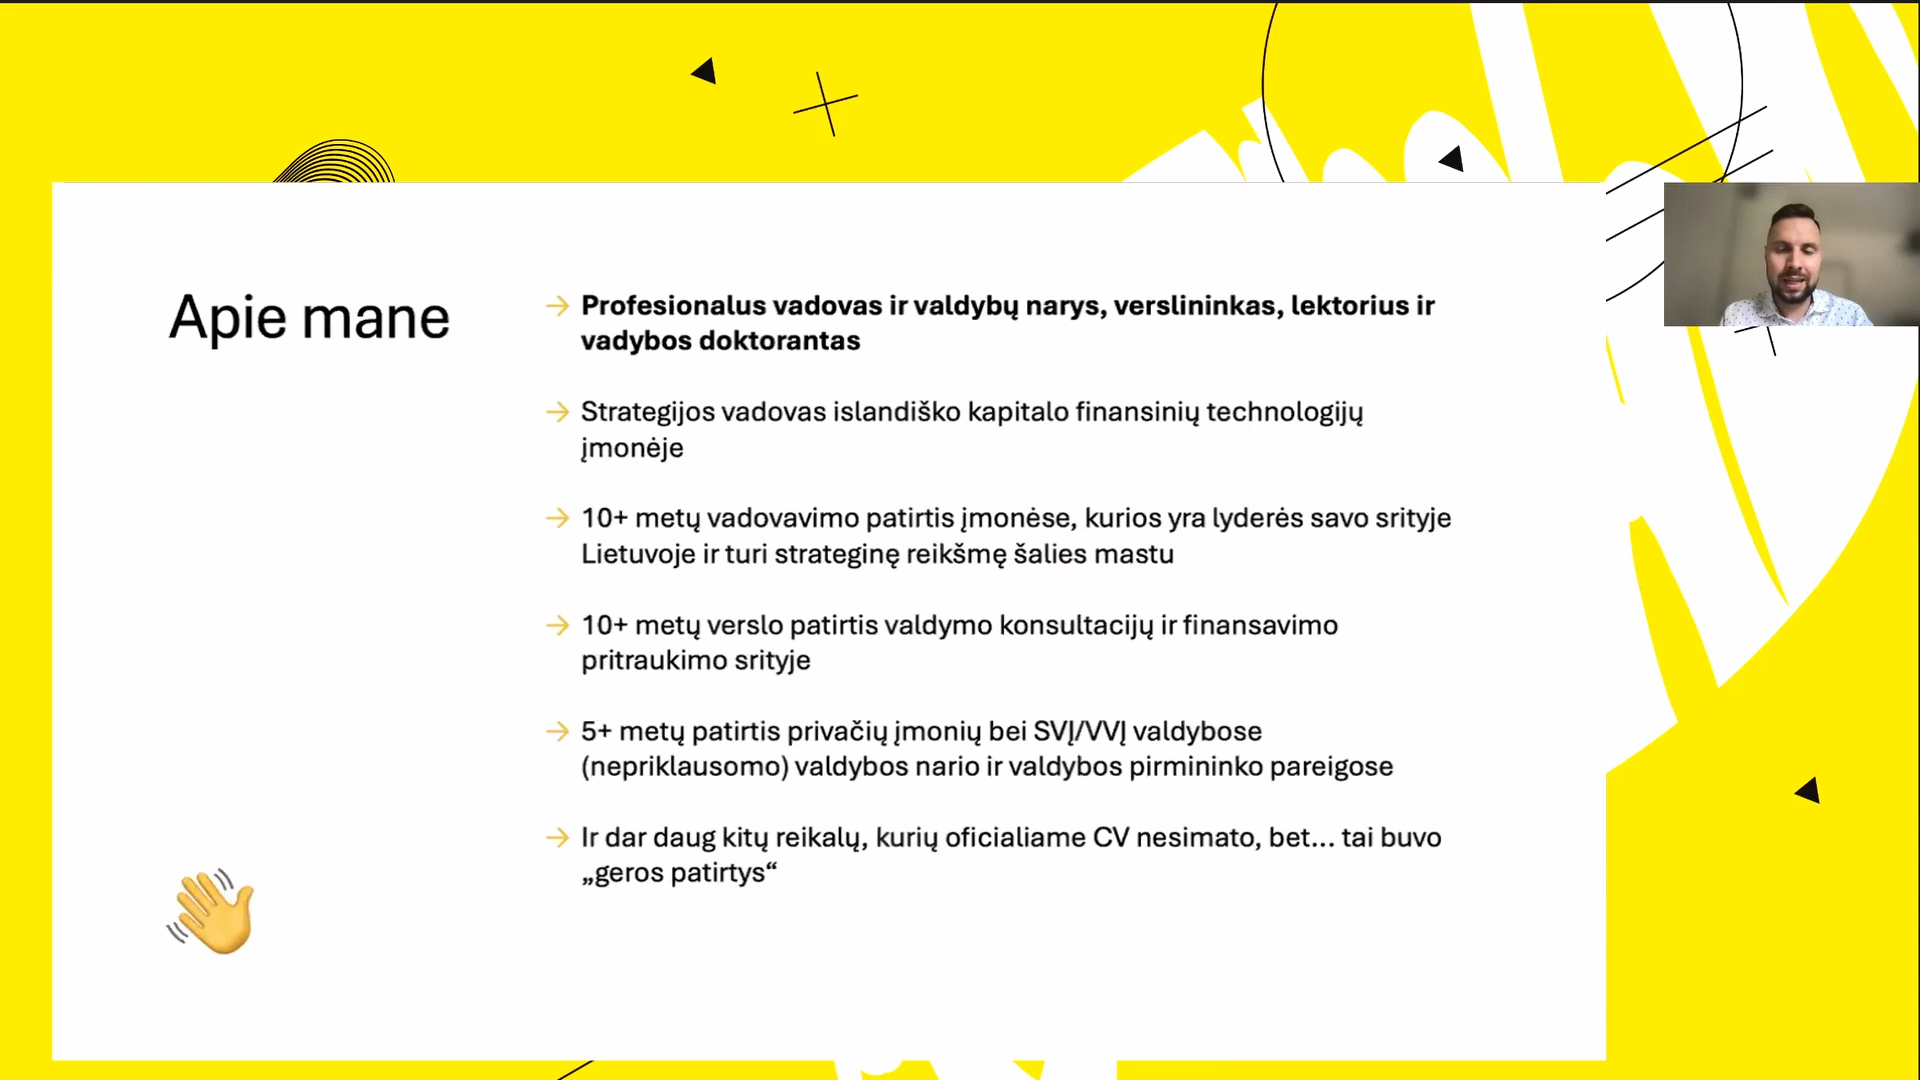 Apie mane
Profesionalus vadovas ir valdybų narys, verslininkas, lektorius ir
vadybos doktorantas
Strategijos vadovas islandiško kapitalo finansinių technologijų
įmonėje
10+ metų vadovavimo patirtis įmonėse, kurios yra lyderės savo srityje
Lietuvoje ir turi strateginę reikšmę šalies mastu
10+ metų verslo patirtis valdymo konsultacijų ir finansavimo
pritraukimo srityje
5+ metų patirtis privačių įmonių bei SVĮ/VVĮ valdybose
(nepriklausomo) valdybos nario ir valdybos pirmininko pareigose
Ir dar daug kitų reikalų, kurių oficialiame CV nesimato, bet... tai buvo
„geros patirtys“